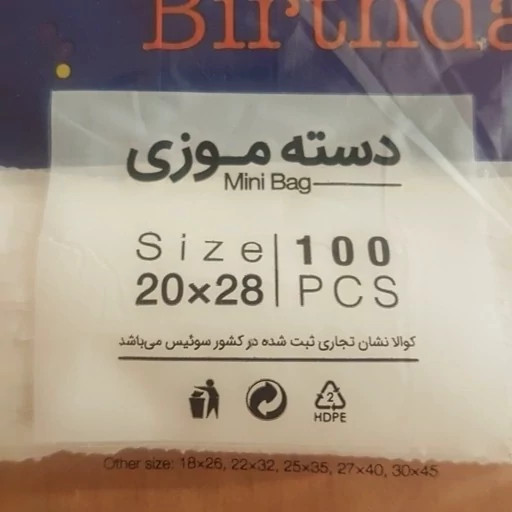 Birthda
دسته موزی
Mini Bag
Size 100
20×28 PCS
کوالا نشان تجاری ثبت شده در کشور سوئیس می‌باشد
2
HDPE
Other size: 18×26, 22×32, 25×35, 27×40, 30×45